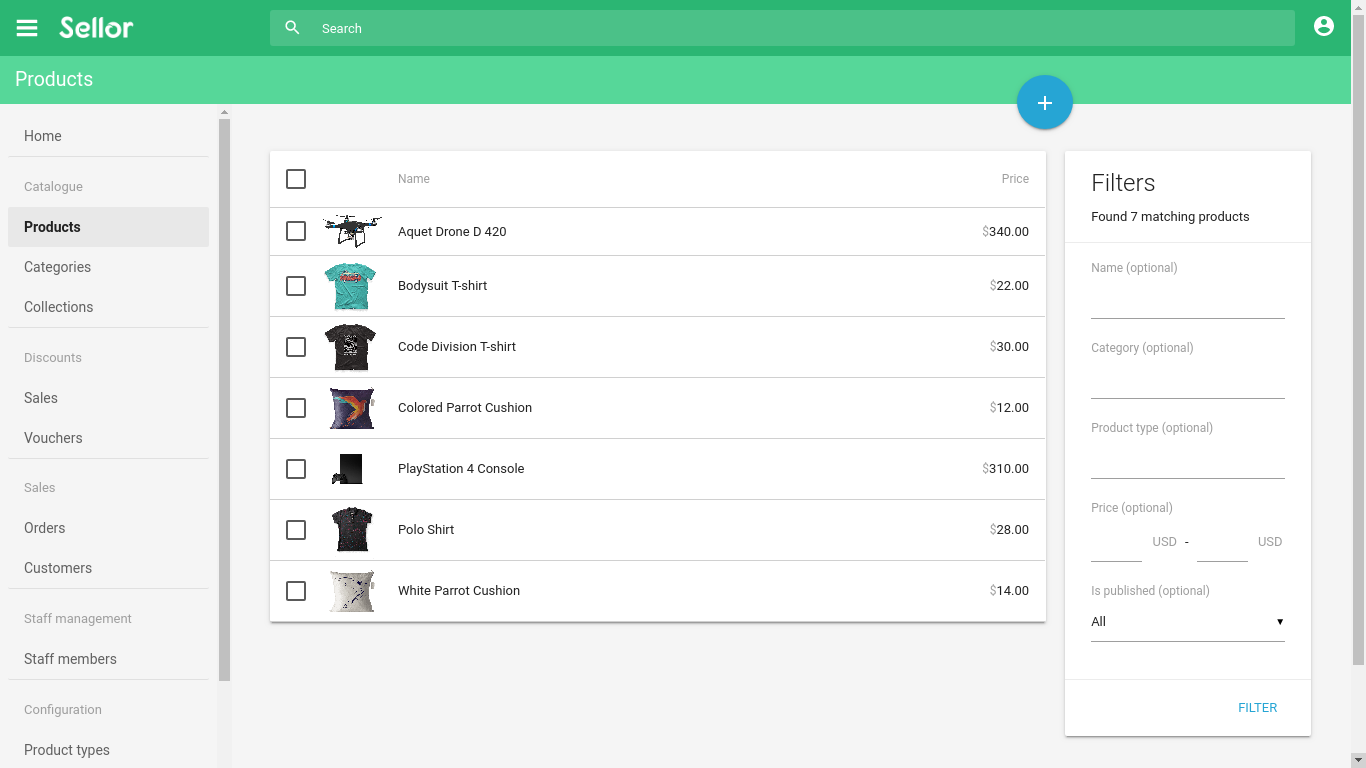 Sellor
Search
Products
Home
Catalogue
Products
Categories
Collections
Discounts
Sales
Vouchers
Sales
Orders
Customers
Staff management
Staff members
Configuration
Product types
+
Name Price
Aquet Drone D 420 $340.00
Bodysuit T-shirt $22.00
Code Division T-shirt $30.00
Colored Parrot Cushion $12.00
PlayStation 4 Console $310.00
Polo Shirt $28.00
White Parrot Cushion $14.00
Filters
Found 7 matching products
Name (optional)
Category (optional)
Product type (optional)
Price (optional)
USD - USD
Is published (optional)
All
FILTER